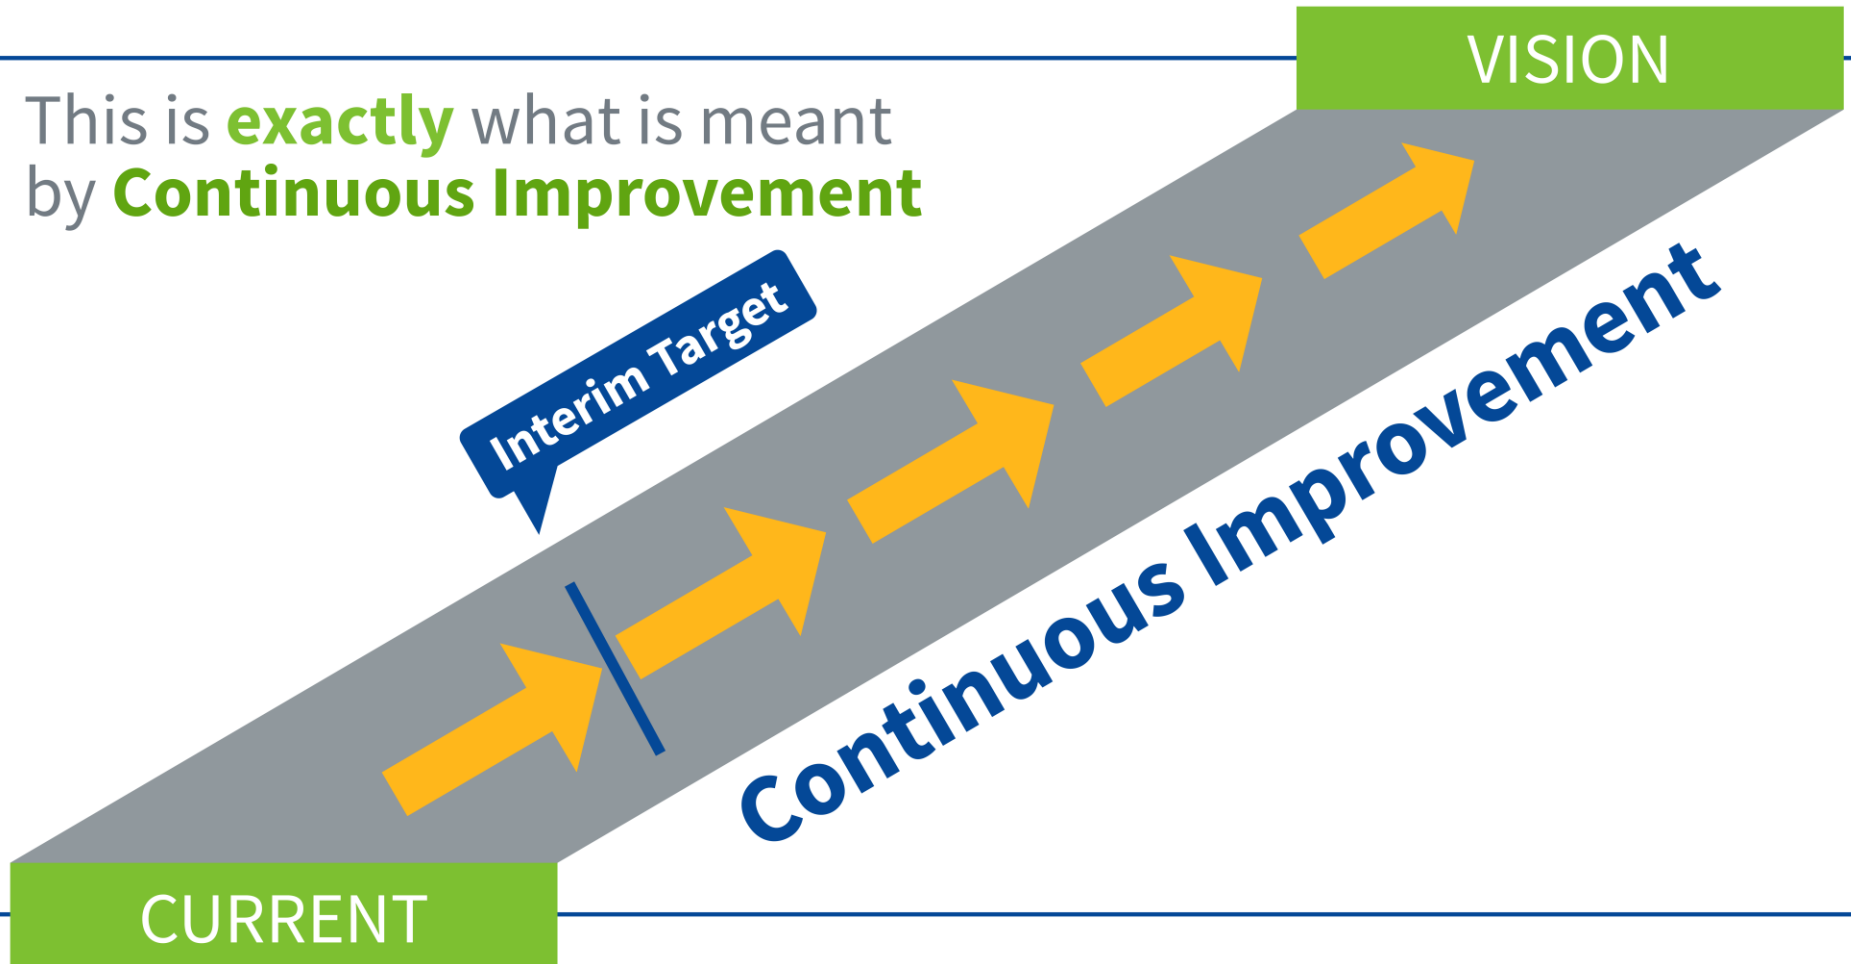 VISION
This is exactly what is meant
by Continuous Improvement
Interim Target
Continuous Improvement
CURRENT